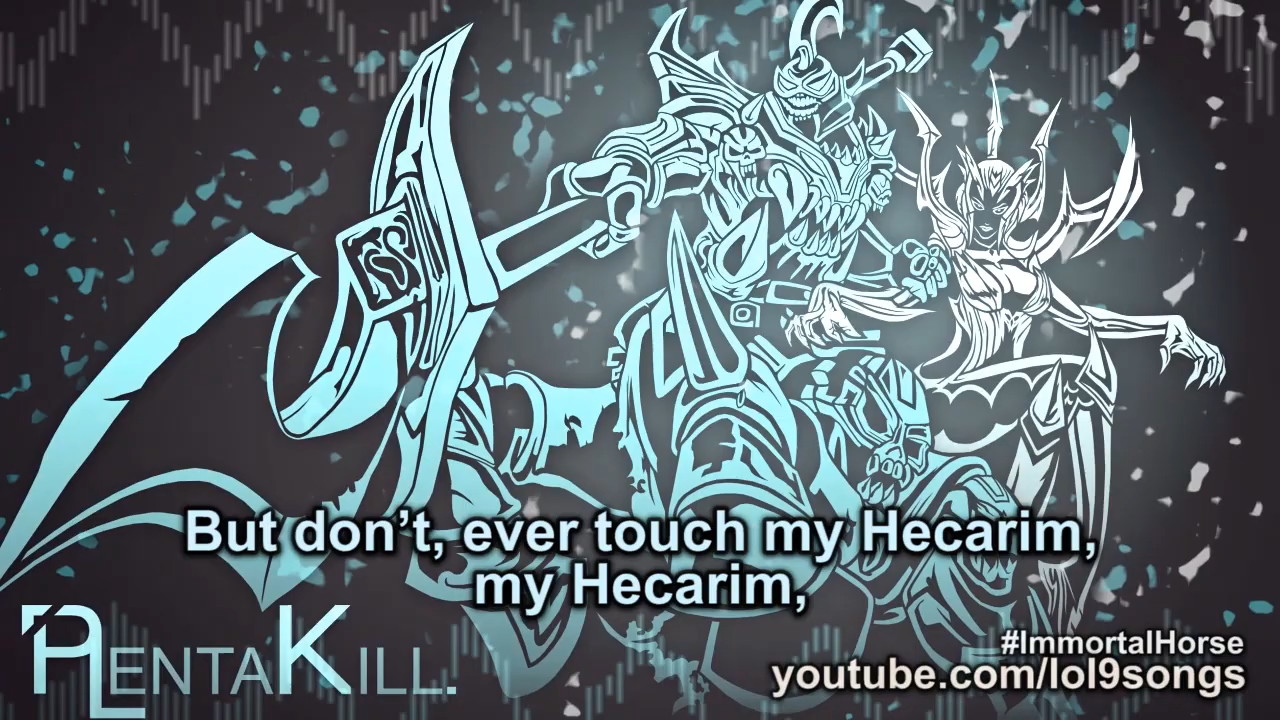 But don’t, ever touch my Hecarim,
my Hecarim,
PENTAKILL.
#ImmortalHorse
youtube.com/lol9songs